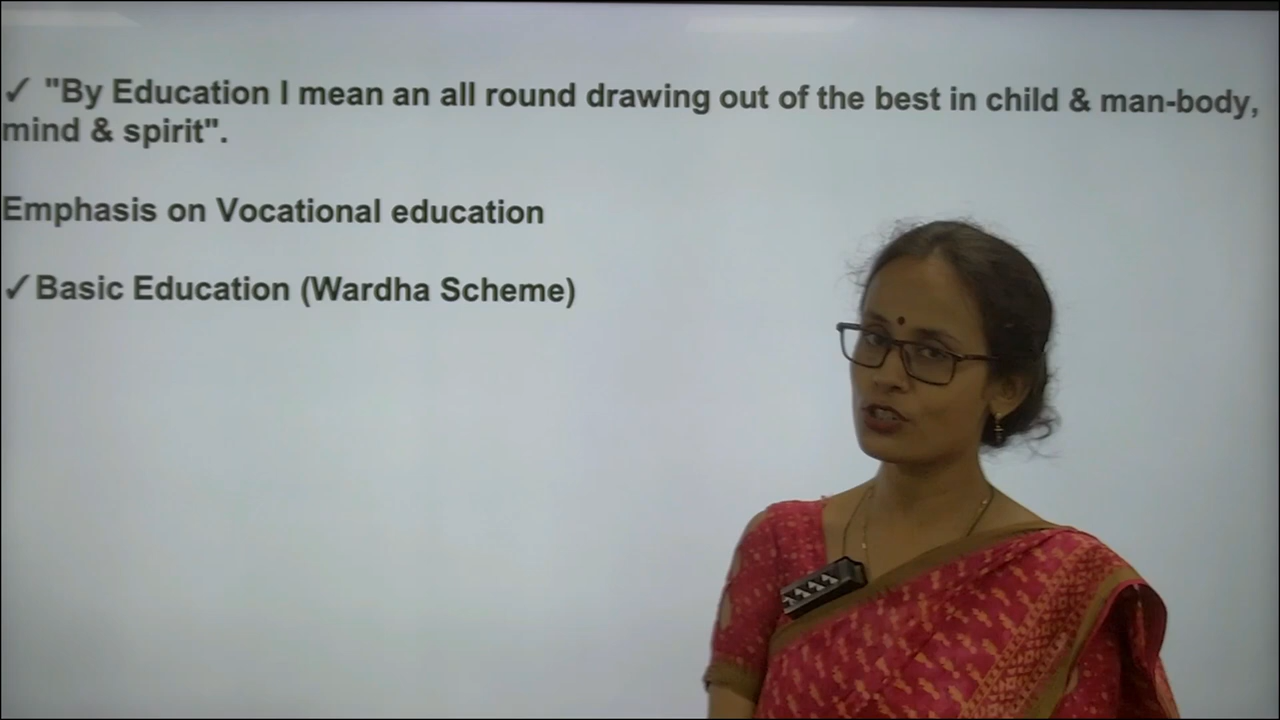 ✓ "By Education I mean an all round drawing out of the best in child & man-body,
mind & spirit".
Emphasis on Vocational education
✓Basic Education (Wardha Scheme)